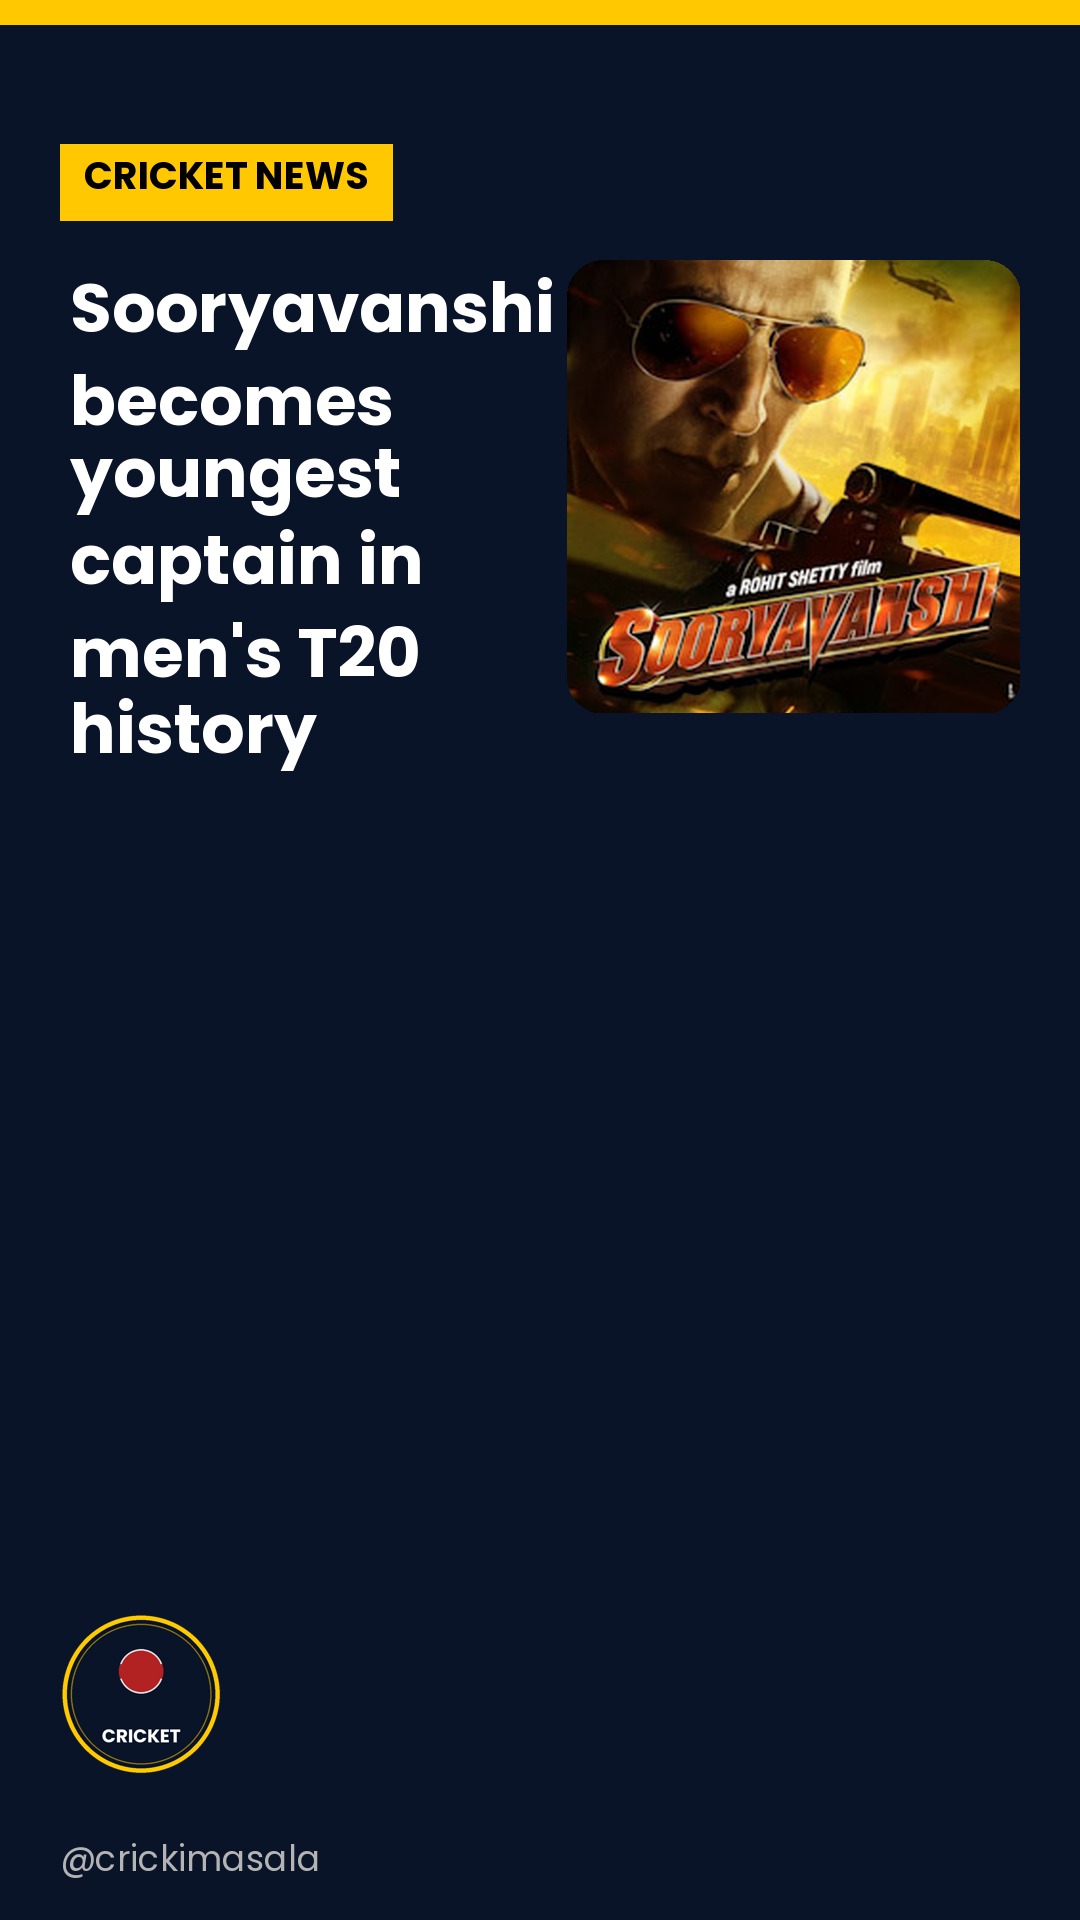 CRICKET NEWS
Sooryavanshi
becomes
youngest
captain in
men's T20
history
a ROHIT SHETTY film
SOORYAVANSHI
CRICKET
@crickimasala